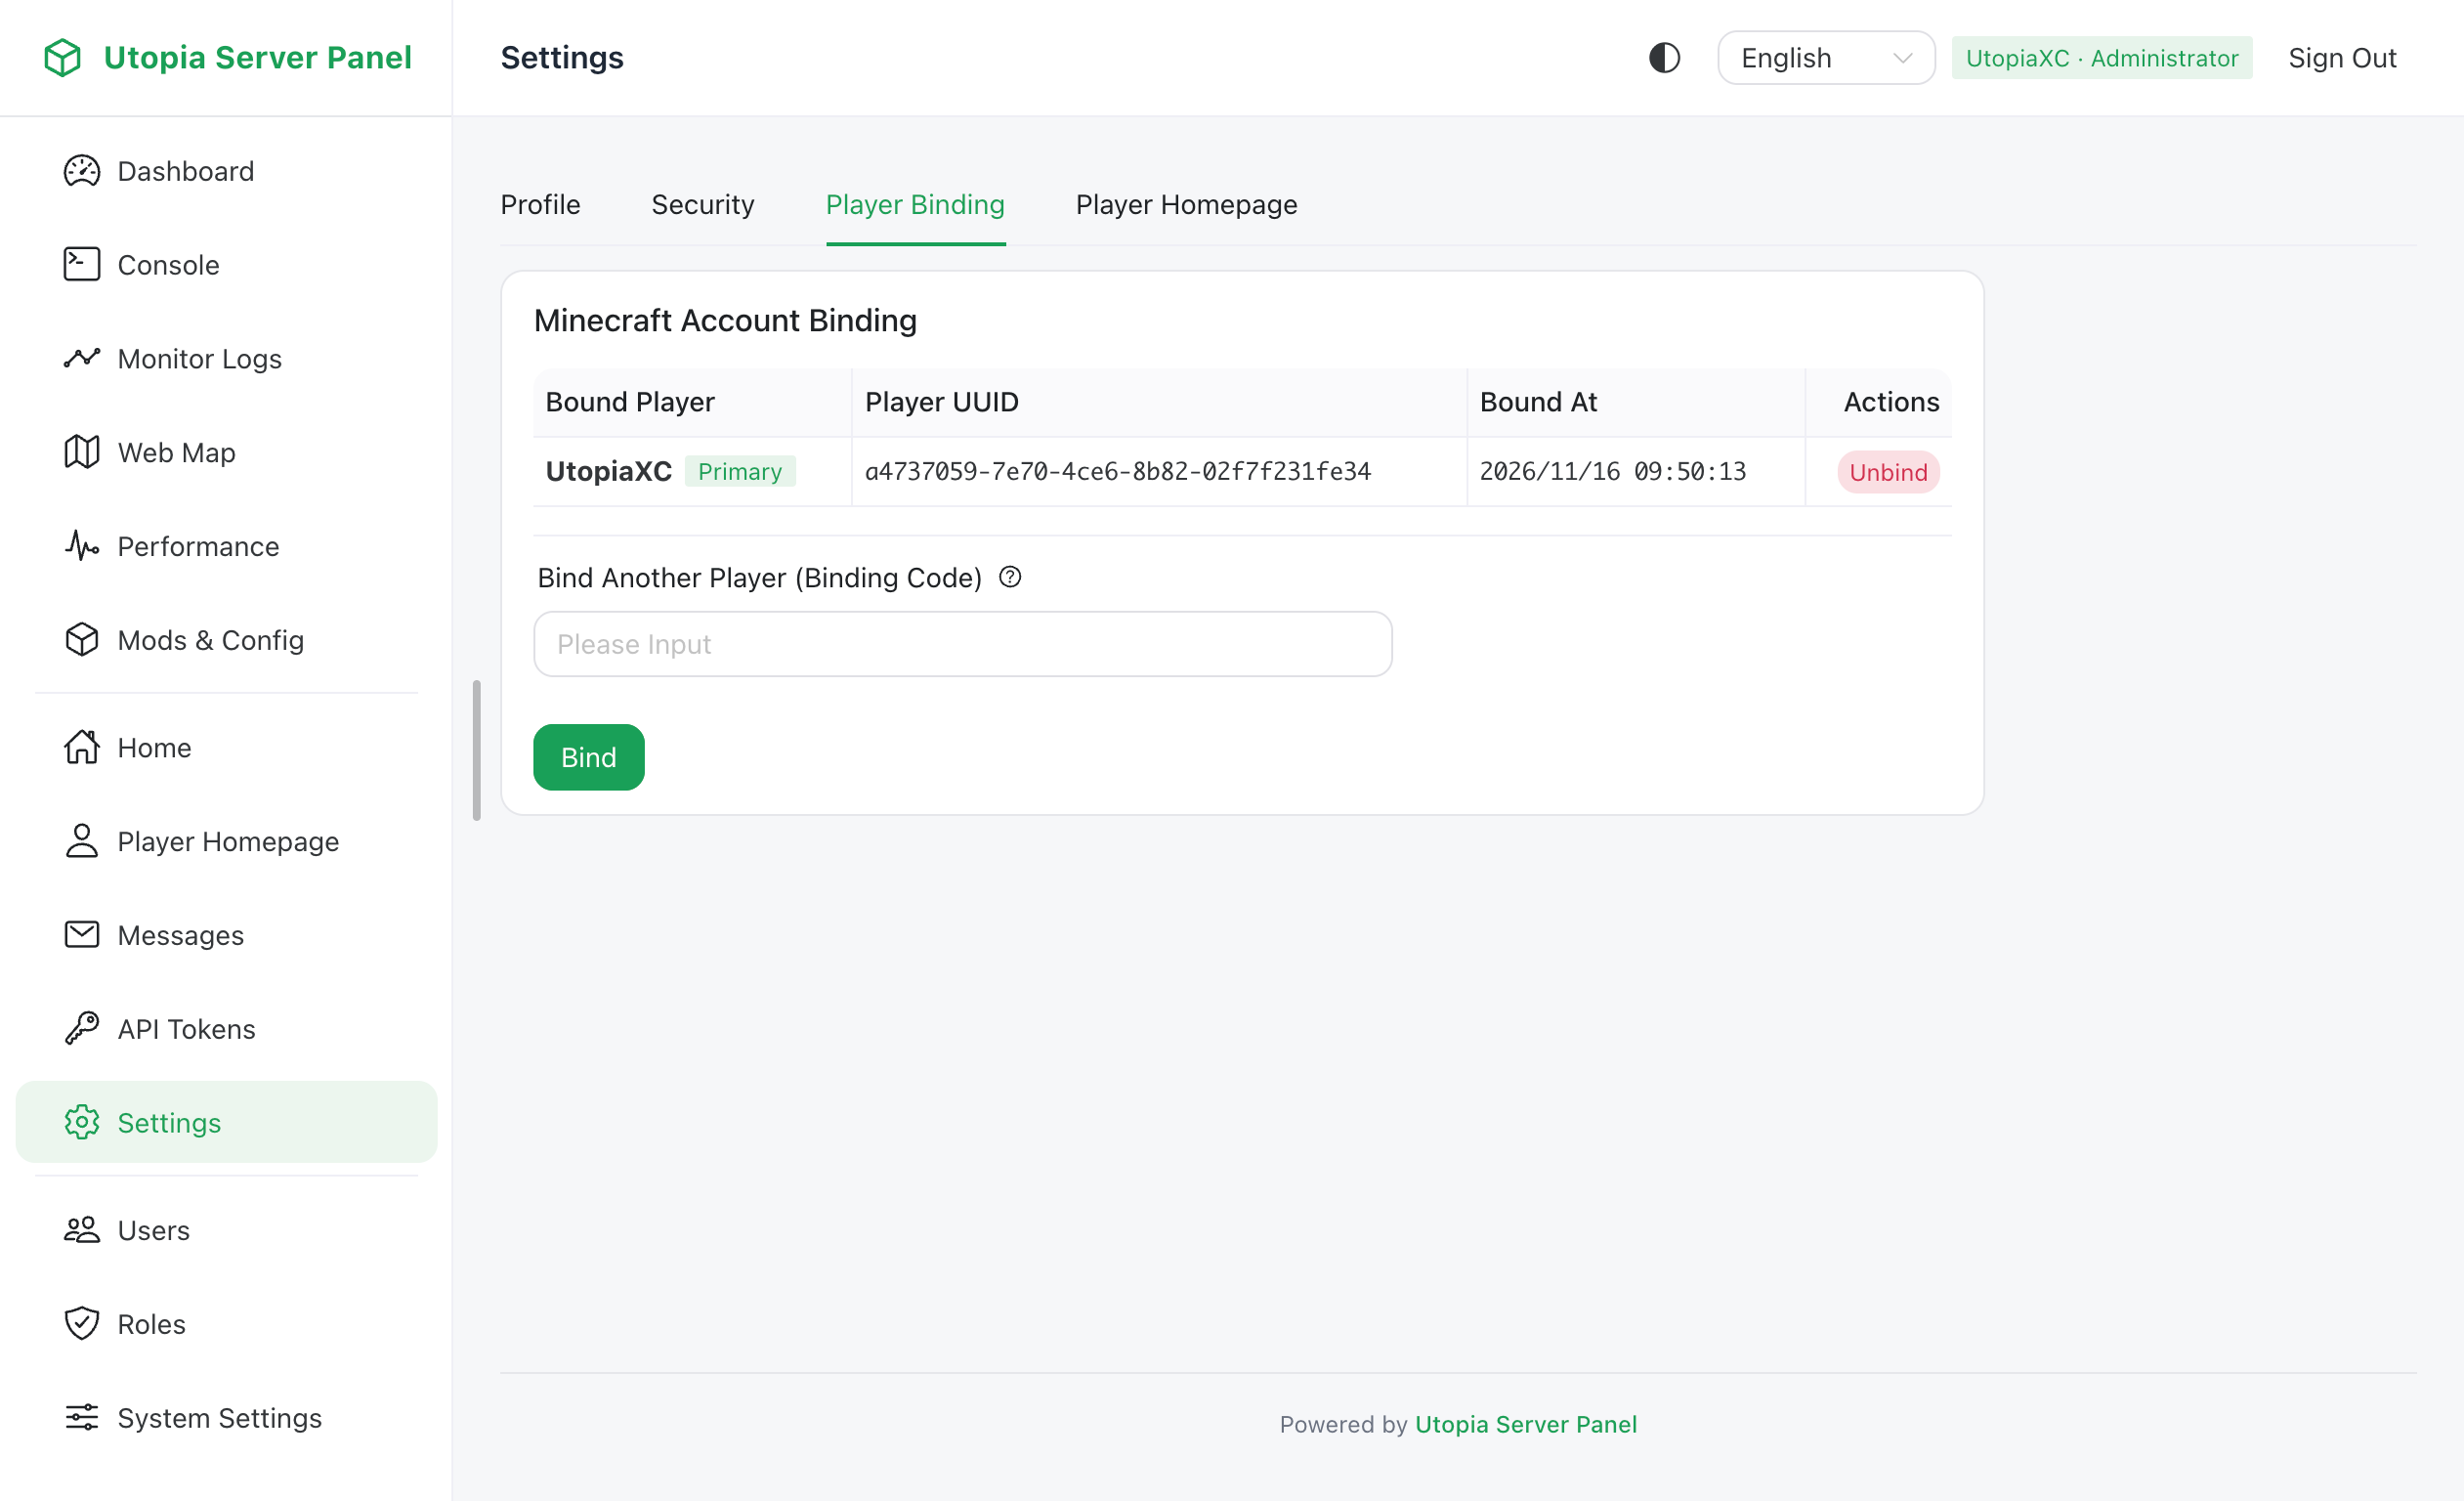 Utopia Server Panel
Settings
English
UtopiaXC · Administrator
Sign Out
Dashboard
Console
Monitor Logs
Web Map
Performance
Mods & Config
Home
Player Homepage
Messages
API Tokens
Settings
Users
Roles
System Settings
Profile
Security
Player Binding
Player Homepage
Minecraft Account Binding
Bound Player
Player UUID
Bound At
Actions
UtopiaXC Primary
a4737059-7e70-4ce6-8b82-02f7f231fe34
2026/11/16 09:50:13
Unbind
Bind Another Player (Binding Code)
Please Input
Bind
Powered by Utopia Server Panel